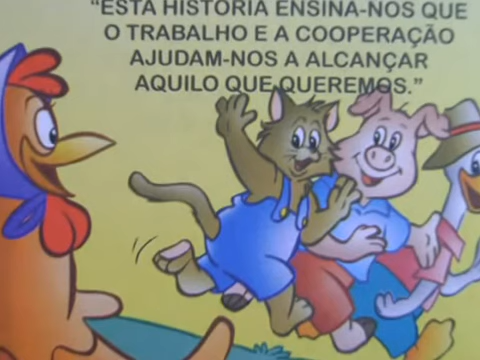 "ESTA HISTÓRIA ENSINA-NOS QUE
O TRABALHO E A COOPERAÇÃO
AJUDAM-NOS A ALCANÇAR
AQUILO QUE QUEREMOS."